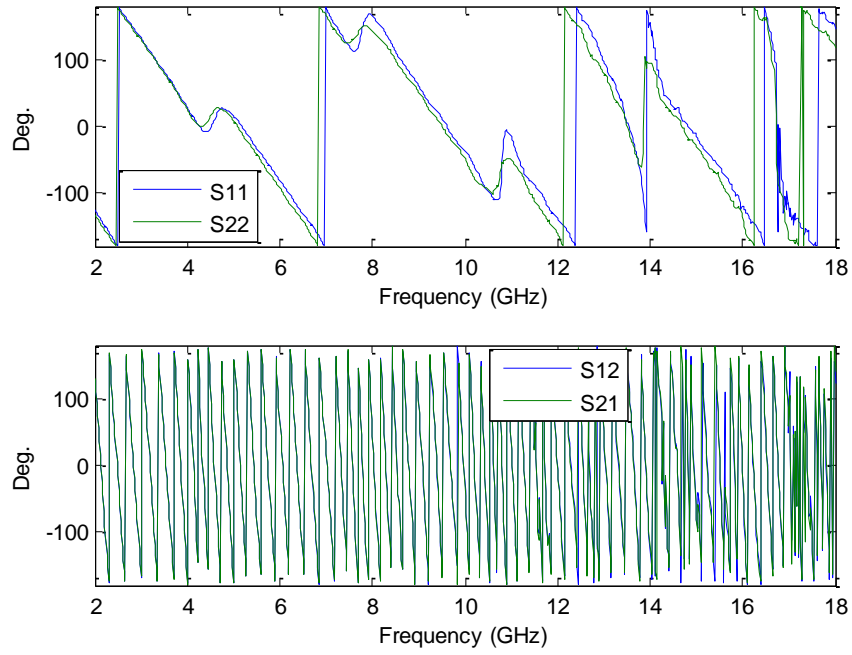 100
0
-100
Deg.
S11
S22
2 4 6 8 10 12 14 16 18
Frequency (GHz)
100
0
-100
Deg.
S12
S21
2 4 6 8 10 12 14 16 18
Frequency (GHz)